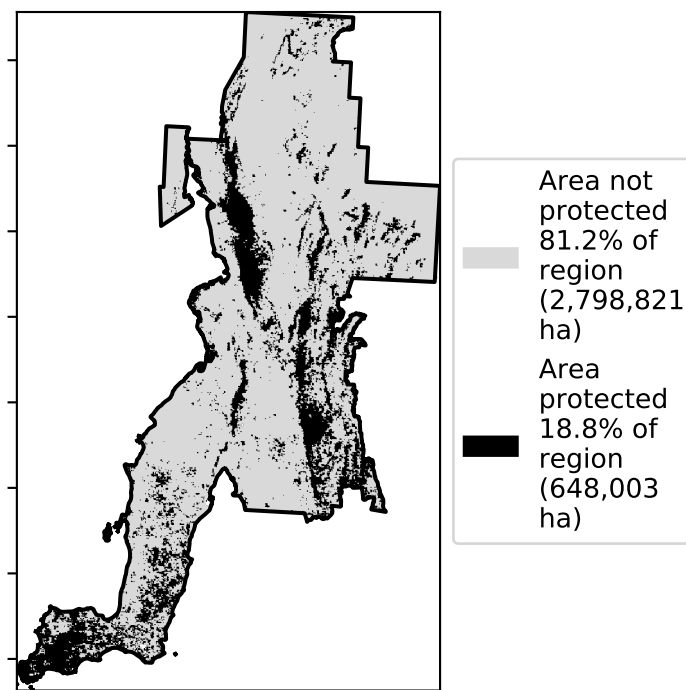 Area not
protected
81.2% of
region
(2,798,821
ha)
Area
protected
18.8% of
region
(648,003
ha)